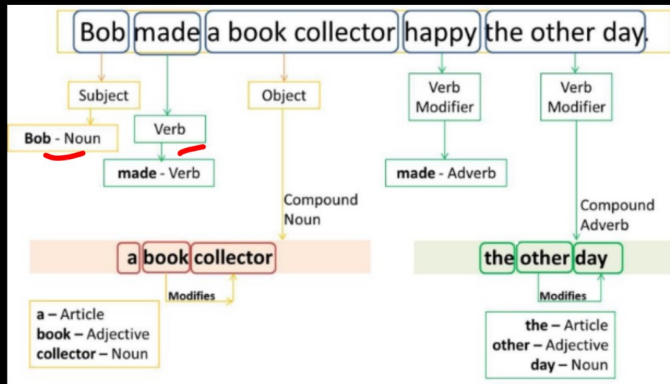 Bob made a book collector happy the other day.
Subject
Object
Verb
Modifier
Verb
Modifier
Bob - Noun
Verb
made - Verb
made - Adverb
Compound
Noun
Compound
Adverb
a book collector
the other day
Modifies
Modifies
a – Article
book – Adjective
collector – Noun
the – Article
other – Adjective
day – Noun